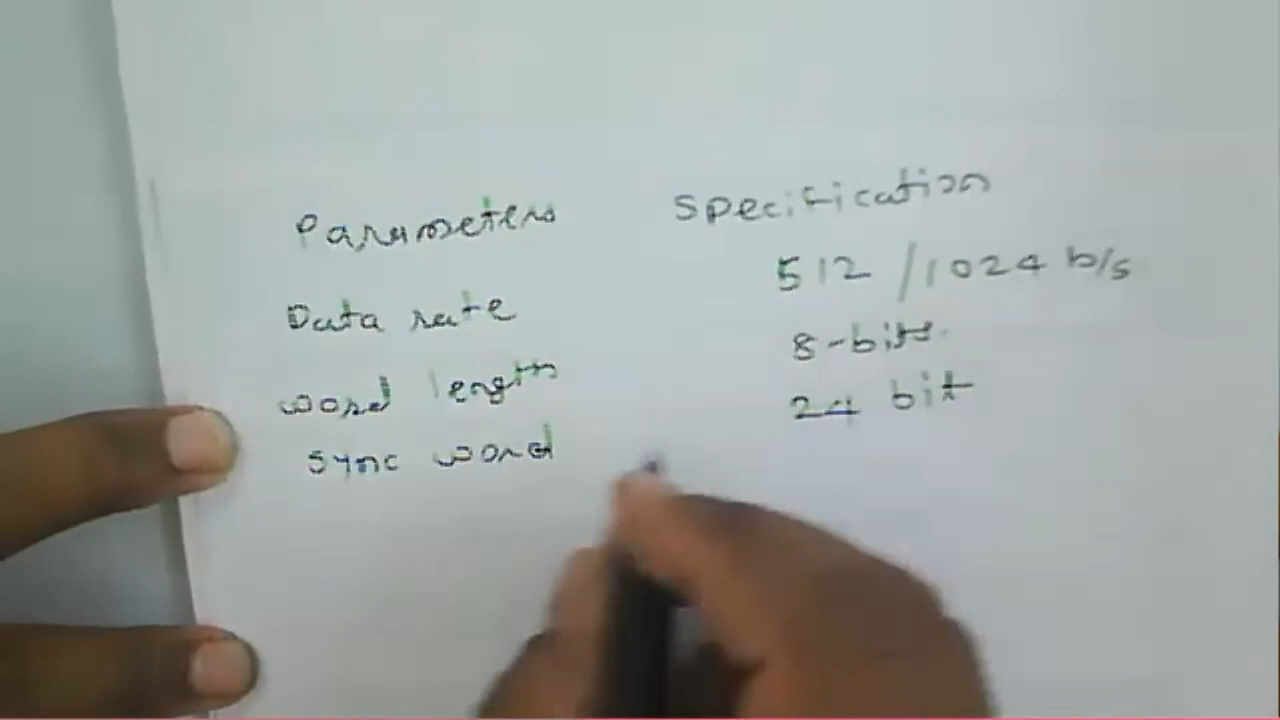 Parameters Specification
Data rate 512 / 1024 b/s
word length 8-bits.
sync word 24 bit